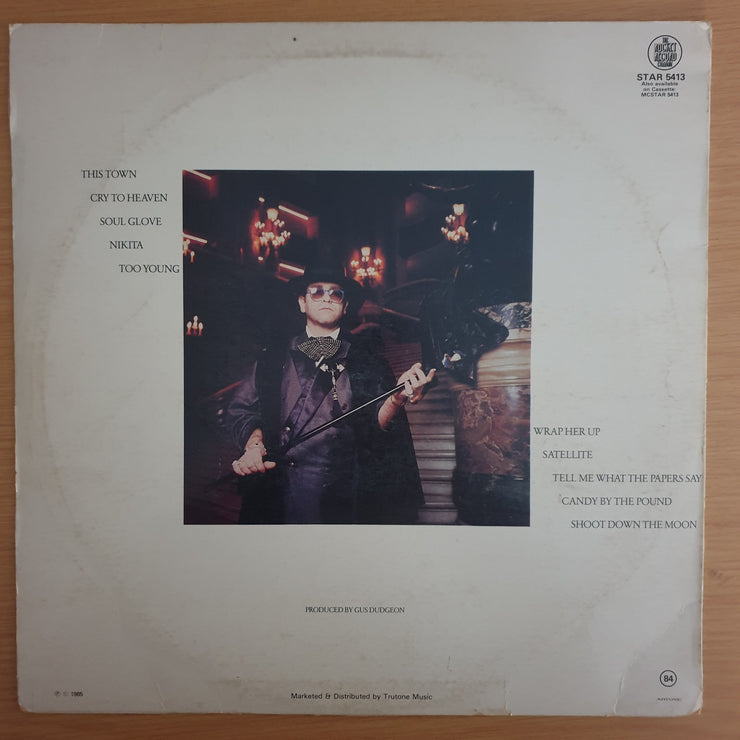 THE
ROCKET
RECORD
COMPANY
STAR 5413
Also available
on Cassette:
MCSTAR 5413
THIS TOWN
CRY TO HEAVEN
SOUL GLOVE
NIKITA
TOO YOUNG
WRAP HER UP
SATELLITE
TELL ME WHAT THE PAPERS SAY
CANDY BY THE POUND
SHOOT DOWN THE MOON
PRODUCED BY GUS DUDGEON
℗ © 1985
Marketed & Distributed by Trutone Music
84